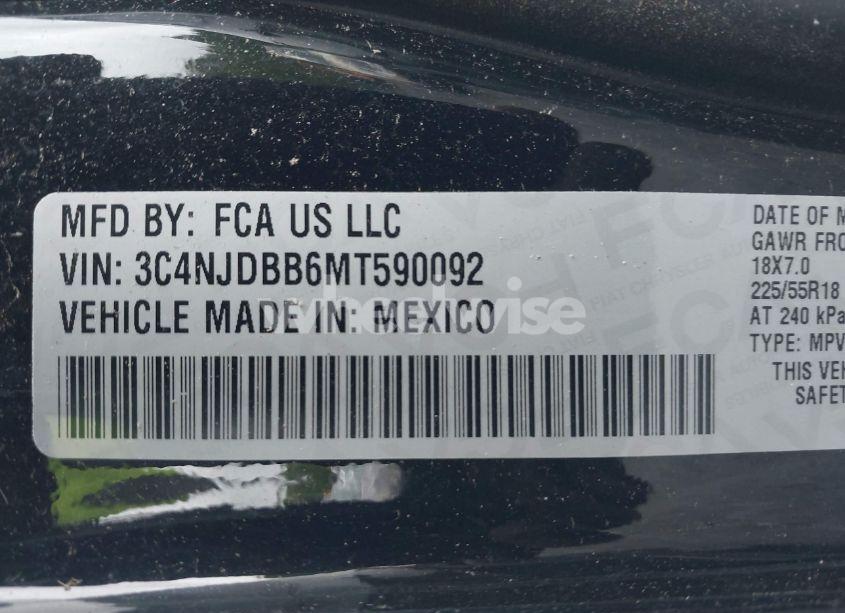 MFD BY: FCA US LLC
VIN: 3C4NJDBB6MT590092
VEHICLE MADE IN: MEXICO
wheelwise
DATE OF M
GAWR FRO
18X7.0
225/55R18
AT 240 kPa
TYPE: MPV
THIS VEH
SAFET